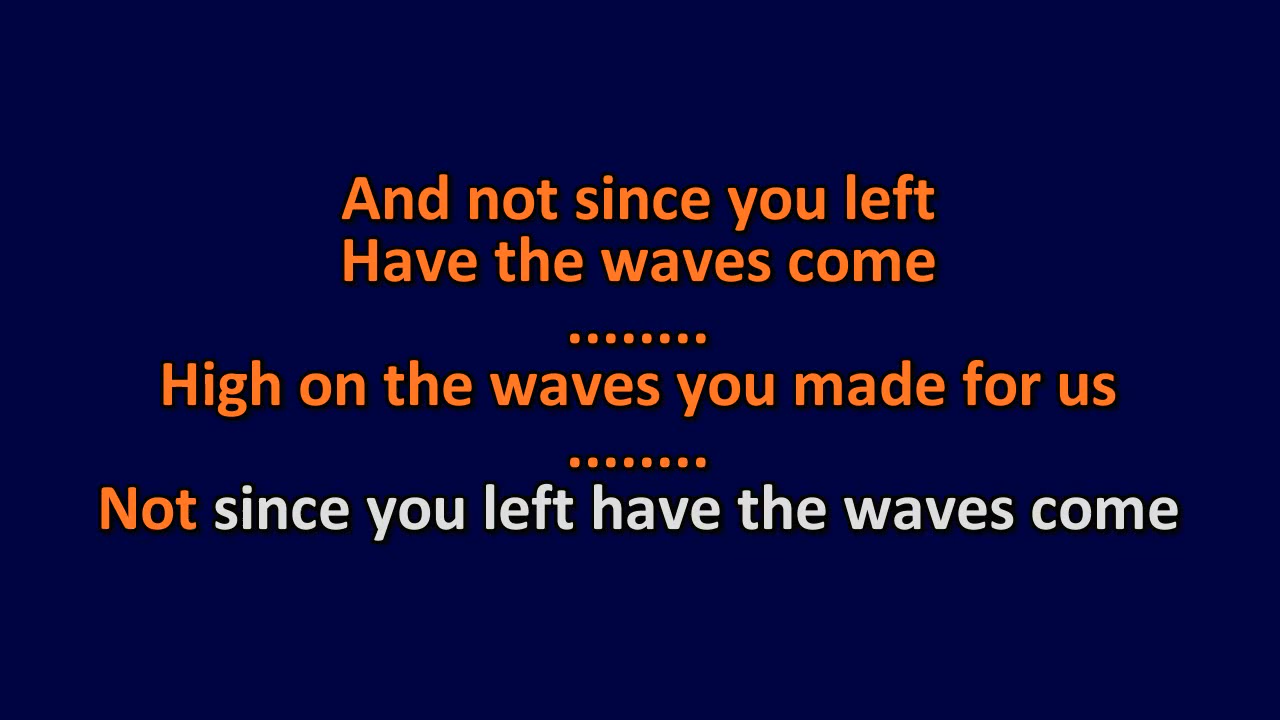 And not since you left
Have the waves come
........
High on the waves you made for us
........
Not since you left have the waves come